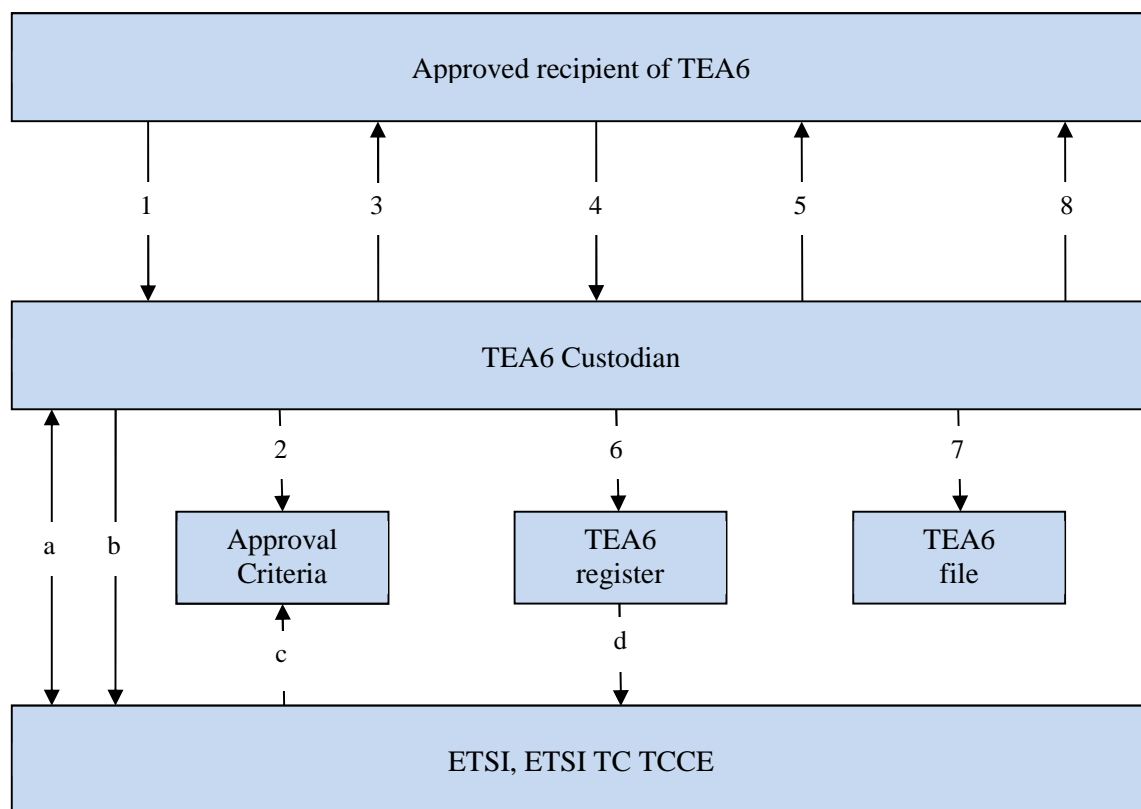 Approved recipient of TEA6
1
3
4
5
8
TEA6 Custodian
2
6
7
a
b
Approval
Criteria
TEA6
register
TEA6
file
c
d
ETSI, ETSI TC TCCE